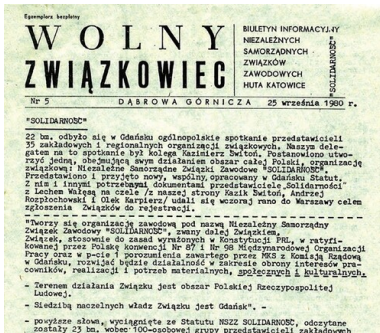 Egzemplarz bezpłatny
WOLNY
ZWIĄZKOWIEC
BIULETYN INFORMACYJNY
NIEZALEŻNYCH
SAMORZĄDNYCH
ZWIĄZKÓW
ZAWODOWYCH
HUTA KATOWICE
"SOLIDARNOŚĆ"
Nr 5 DĄBROWA GÓRNICZA 25 września 1980 r.
"SOLIDARNOŚĆ"
22 bm. odbyło się w Gdańsku ogólnopolskie spotkanie przedstawicieli
35 zakładowych i regionalnych organizacji związkowych. Naszym dele-
gatem na to spotkanie był kolega Kazimierz Świtoń. Postanowiono utwo-
rzyć jedną, obejmującą swym działaniem obszar całej Polski, organizację
związkową: Niezależne Samorządne Związki Zawodowe "SOLIDARNOŚĆ".
Przedstawiono i przyjęto nowy, wspólny, opracowany w Gdańsku Statut.
Z nim i innymi potrzebnymi dokumentami przedstawiciele "Solidarności"
z Lechem Wałęsą na czele /z naszej strony Kazik Świtoń, Andrzej
Rozpłochowski i Olek Karpierz/ udali się wczoraj rano do Warszawy celem
zgłoszenia Związków do rejestracji.
"Tworzy się organizację zawodową pod nazwą Niezależny Samorządny
Związek Zawodowy "SOLIDARNOŚĆ", zwany dalej Związkiem.
Związek, stosownie do zasad wyrażonych w Konstytucji PRL, w ratyfi-
kowanej przez Polskę konwencji Nr 87 i Nr 98 Międzynarodowej Organizacji
Pracy oraz w p-cie 1 porozumienia zawartego przez MKS z Komisją Rządową
w Gdańsku, rozwijać będzie działalność w zakresie obrony interesów pra-
cowników, realizacji i potrzeb materialnych, społecznych i kulturalnych.
- Terenem działania Związku jest obszar Polskiej Rzeczypospolitej
Ludowej.
- Siedzibą naczelnych władz Związku jest Gdańsk". -
- powyższe słowa, wyciągnięte ze Statutu NSZZ SOLIDARNOŚĆ, odczytane
zostały 23 bm. wobec 100-osobowej grupy przedstawicieli zakładowych